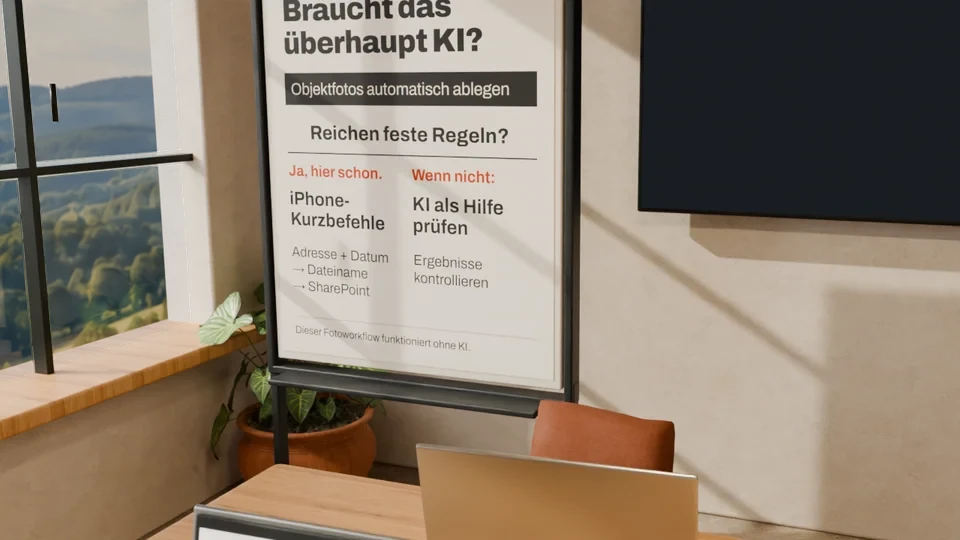 Braucht das
überhaupt KI?
Objektfotos automatisch ablegen
Reichen feste Regeln?
Ja, hier schon.
iPhone-
Kurzbefehle
Adresse + Datum
→ Dateiname
→ SharePoint
Wenn nicht:
KI als Hilfe
prüfen
Ergebnisse
kontrollieren
Dieser Fotoworkflow funktioniert ohne KI.